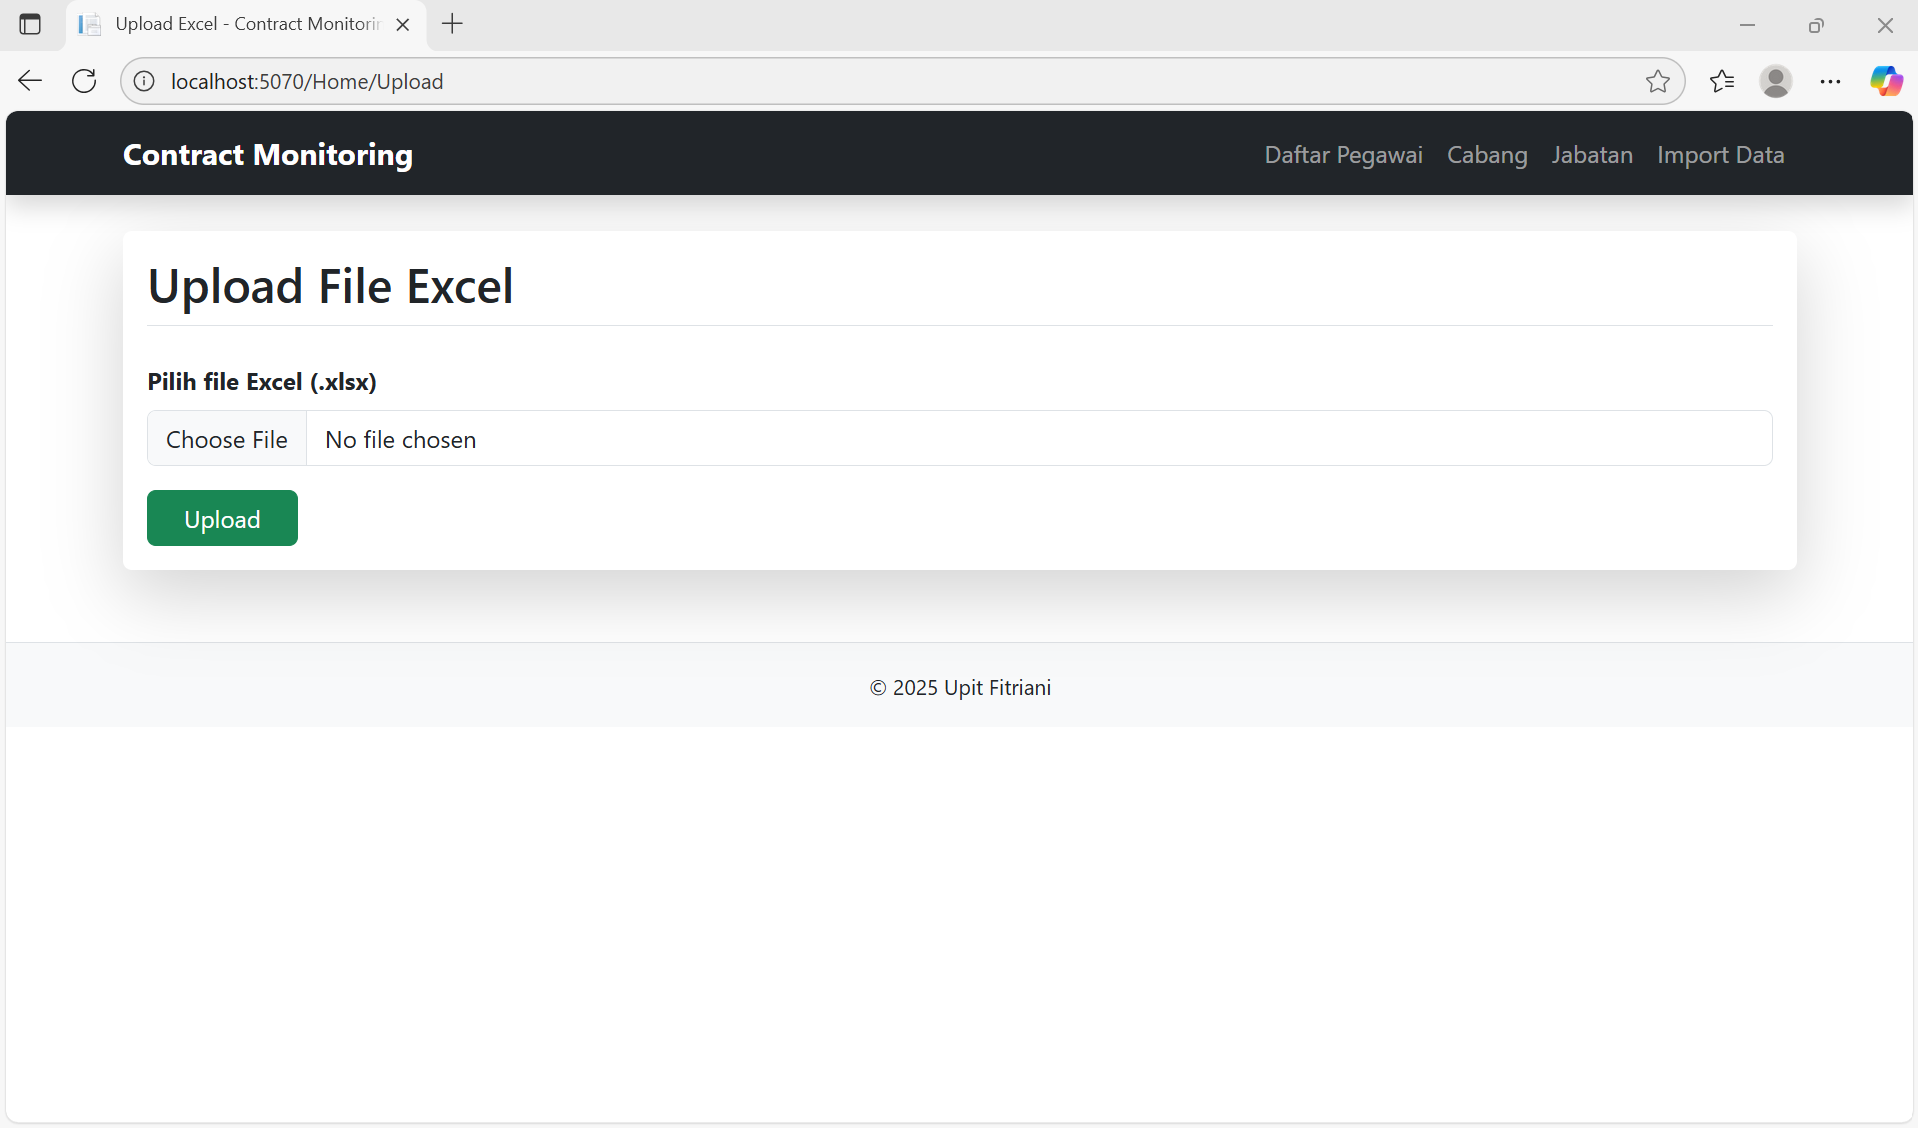 Upload Excel - Contract Monitorin
localhost:5070/Home/Upload
Contract Monitoring
Daftar Pegawai
Cabang
Jabatan
Import Data
Upload File Excel
Pilih file Excel (.xlsx)
Choose File
No file chosen
Upload
© 2025 Upit Fitriani